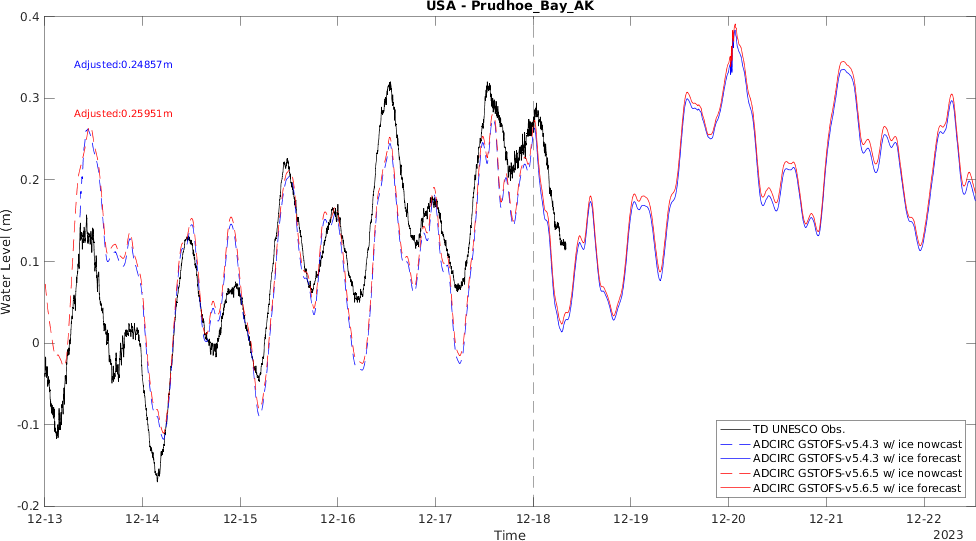 USA - Prudhoe_Bay_AK
0.4
Adjusted:0.24857m
0.3
Adjusted:0.25951m
0.2
0.1
0
-0.1
-0.2
Water Level (m)
TD UNESCO Obs.
ADCIRC GSTOFS-v5.4.3 w/ ice nowcast
ADCIRC GSTOFS-v5.4.3 w/ ice forecast
ADCIRC GSTOFS-v5.6.5 w/ ice nowcast
ADCIRC GSTOFS-v5.6.5 w/ ice forecast
12-13 12-14 12-15 12-16 12-17 12-18 12-19 12-20 12-21 12-22
Time
2023